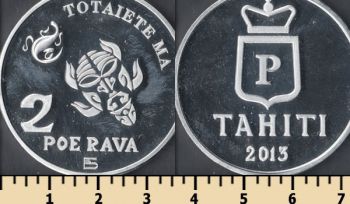 TOTAIETE MA
2
POE RAVA
Б
P
TAHITI
2013
1 2 3 4 5 6 7